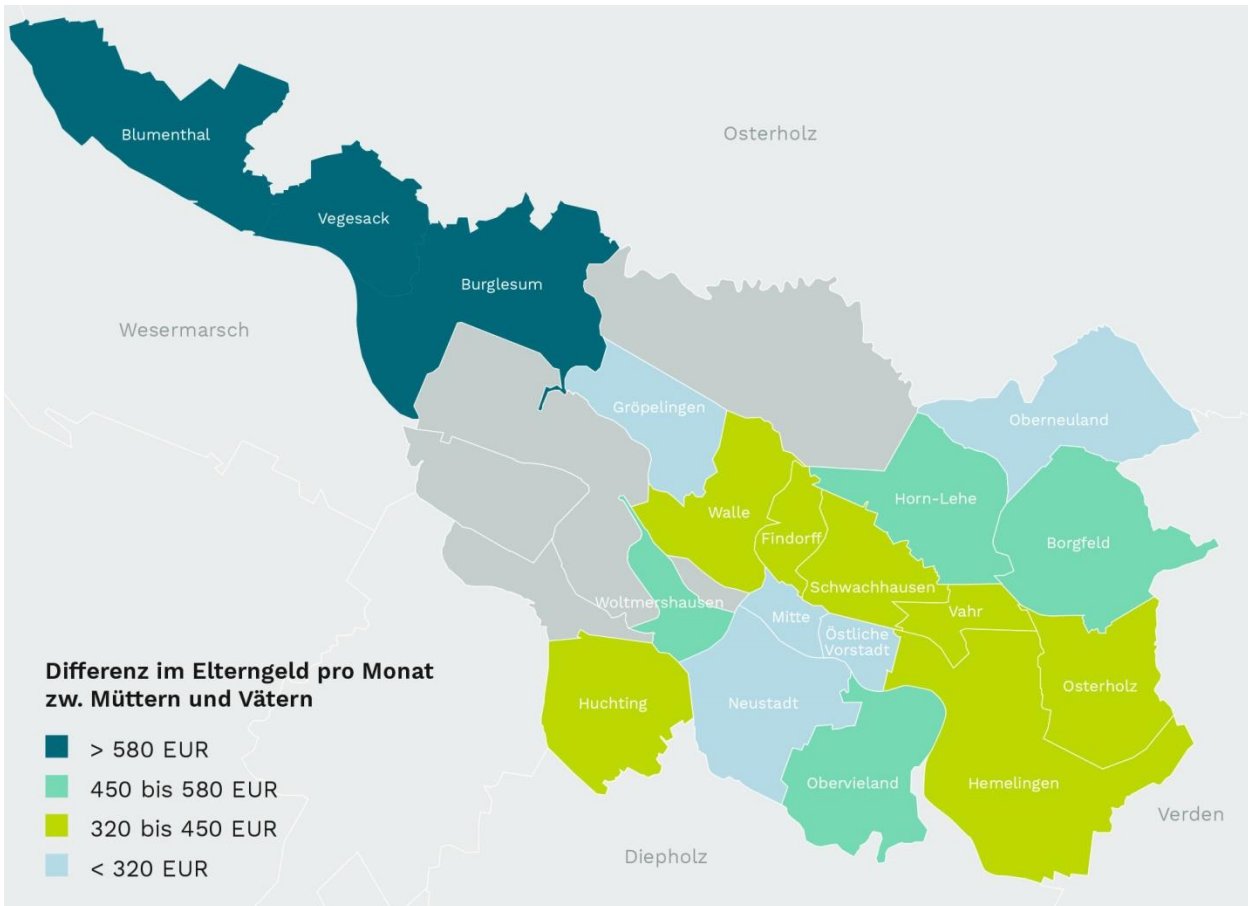 Blumenthal
Osterholz
Vegesack
Burglesum
Wesermarsch
Gröpelingen
Oberneuland
Horn-Lehe
Walle
Findorff
Borgfeld
Schwachhausen
Woltmershausen
Mitte
Vahr
Östliche
Vorstadt
Osterholz
Huchting
Neustadt
Obervieland
Hemelingen
Verden
Diepholz
Differenz im Elterngeld pro Monat
zw. Müttern und Vätern
> 580 EUR
450 bis 580 EUR
320 bis 450 EUR
< 320 EUR